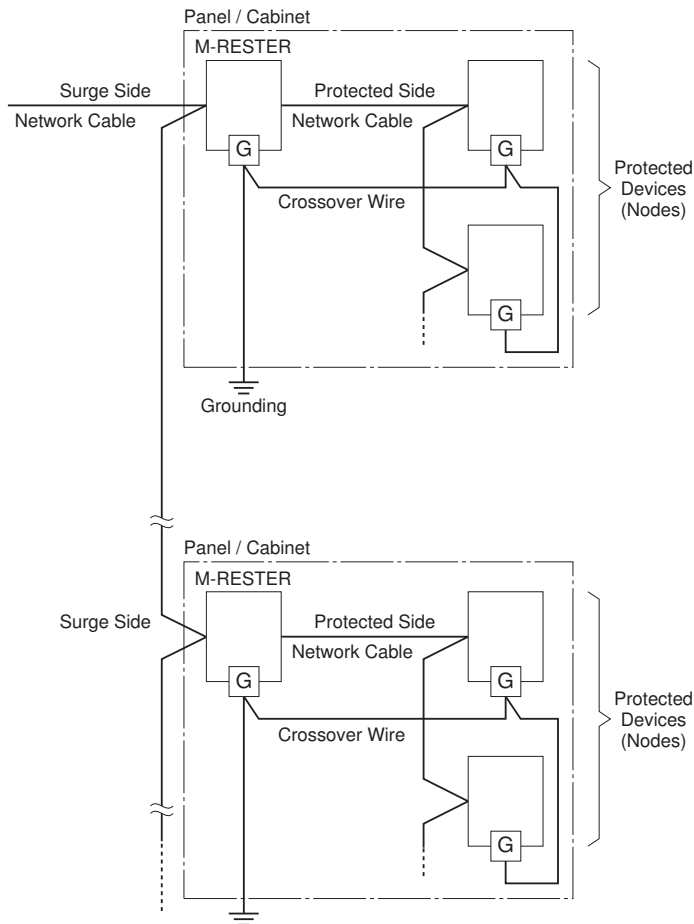 Panel / Cabinet
M-RESTER
Surge Side
Network Cable
Protected Side
Network Cable
G
G
Crossover Wire
Protected
Devices
(Nodes)
G
Grounding
Panel / Cabinet
M-RESTER
Surge Side
Protected Side
Network Cable
G
G
Crossover Wire
Protected
Devices
(Nodes)
G